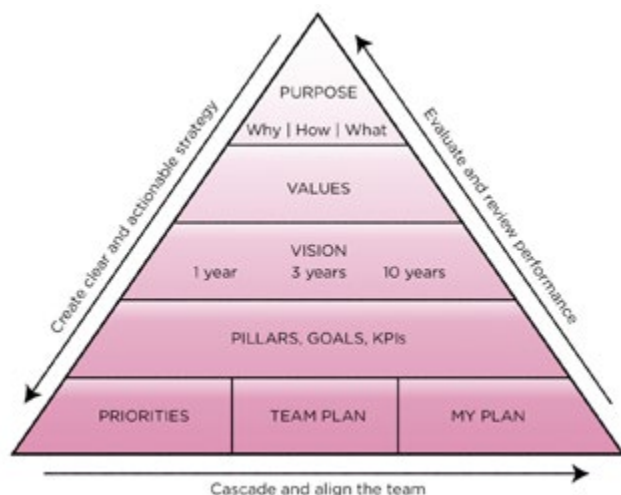 PURPOSE
Why | How | What
VALUES
VISION
1 year 3 years 10 years
PILLARS, GOALS, KPIs
PRIORITIES TEAM PLAN MY PLAN
Create clear and actionable strategy
Evaluate and review performance
Cascade and align the team